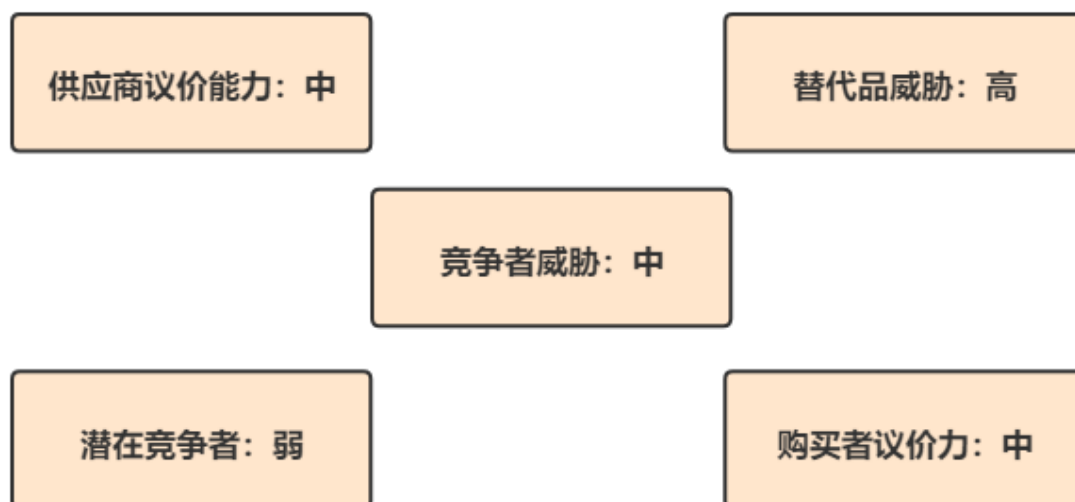 供应商议价能力：中
替代品威胁：高
竞争者威胁：中
潜在竞争者：弱
购买者议价力：中